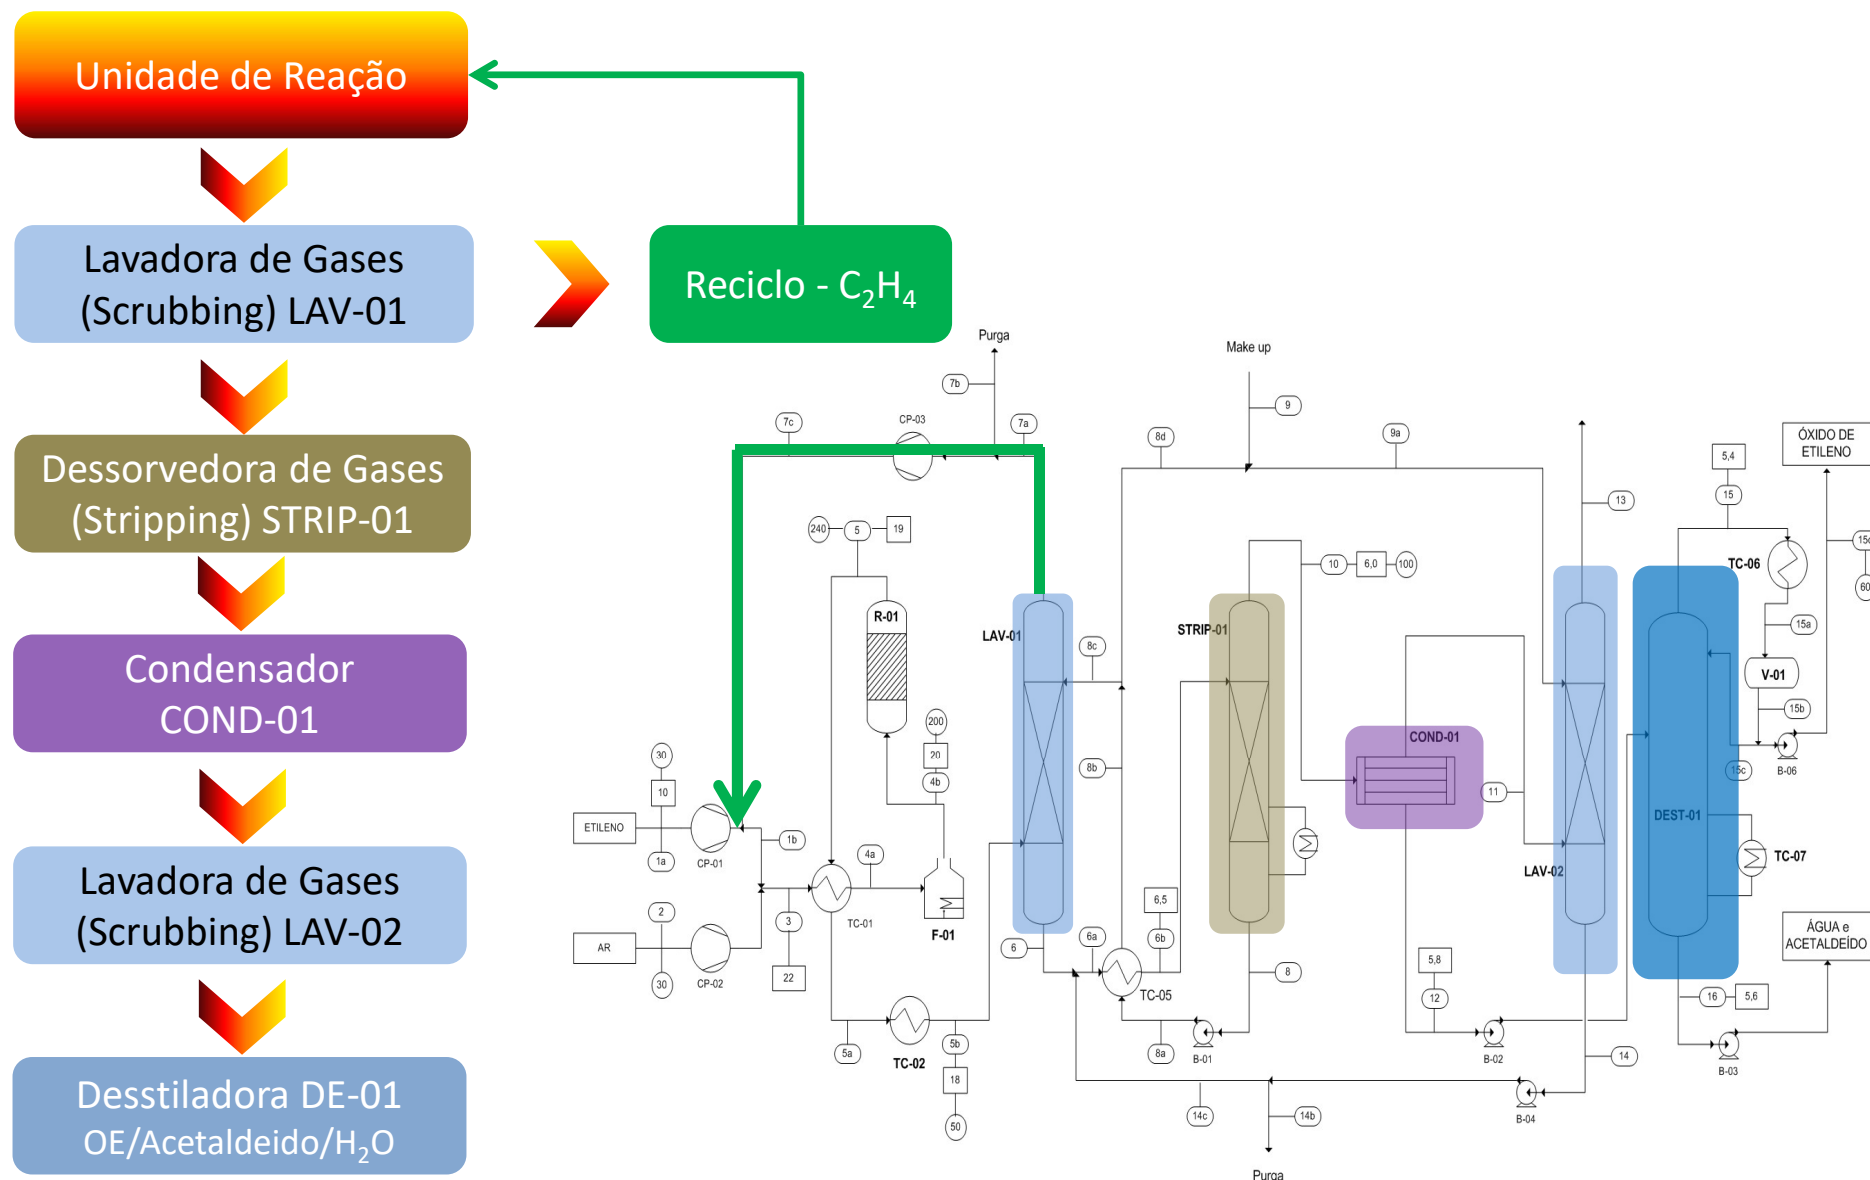 Unidade de Reação
Lavadora de Gases
(Scrubbing) LAV-01
Reciclo - C₂H₄
Dessorvedora de Gases
(Stripping) STRIP-01
Condensador
COND-01
Lavadora de Gases
(Scrubbing) LAV-02
Desstiladora DE-01
OE/Acetaldeido/H₂O
Purga
7b
7c
CP-03
7a
Make up
9
8d
9a
13
5,4
15
ÓXIDO DE
ETILENO
240
5
19
R-01
LAV-01
8c
STRIP-01
10
6,0
100
TC-06
15a
V-01
15b
60
B-06
15c
200
20
4b
8b
COND-01
11
DEST-01
TC-07
LAV-02
30
10
ETILENO
1a
CP-01
1b
4a
TC-01
F-01
3
22
2
AR
30
CP-02
6
6a
6,5
6b
TC-05
8
8a
B-01
5,8
12
B-02
14
16
5,6
B-03
ÁGUA e
ACETALDEÍDO
5a
TC-02
5b
18
50
14c
14b
B-04
Purga